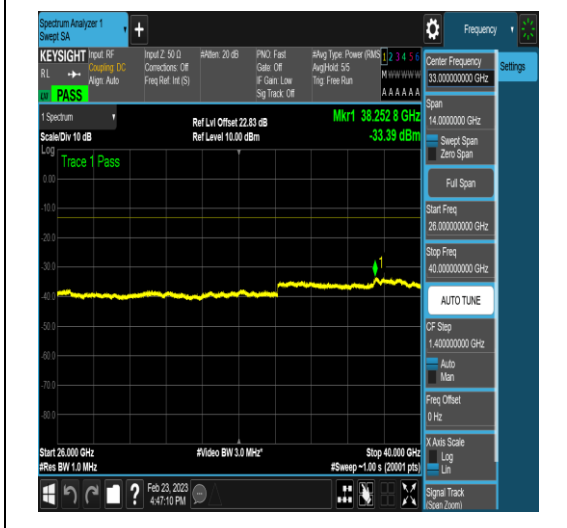 Spectrum Analyzer 1
Swept SA
+
Frequency
KEYSIGHT
RL
PASS
Input: RF
Coupling: DC
Align: Auto
Input Z: 50 Ω
Corrections: Off
Freq Ref: Int (S)
#Atten: 20 dB
PNO: Fast
Gate: Off
IF Gain: Low
Sig Track: Off
#Avg Type: Power (RMS
Avg|Hold: 5/5
Trig: Free Run
1 2 3 4 5 6
M W W W W W
A A A A A A
1 Spectrum
Scale/Div 10 dB
Ref Lvl Offset 22.83 dB
Ref Level 10.00 dBm
Mkr1 38.252 8 GHz
-33.39 dBm
Log
Trace 1 Pass
0.00
-10.0
-20.0
-30.0
-40.0
-50.0
-60.0
-70.0
-80.0
1
Start 26.000 GHz
#Res BW 1.0 MHz
#Video BW 3.0 MHz*
Stop 40.000 GHz
#Sweep ~1.00 s (20001 pts)
?
Feb 23, 2023
4:47:10 PM
Center Frequency
33.000000000 GHz
Settings
Span
14.0000000 GHz
Swept Span
Zero Span
Full Span
Start Freq
26.000000000 GHz
Stop Freq
40.000000000 GHz
AUTO TUNE
CF Step
1.400000000 GHz
Auto
Man
Freq Offset
0 Hz
X Axis Scale
Log
Lin
Signal Track
(Span Zoom)